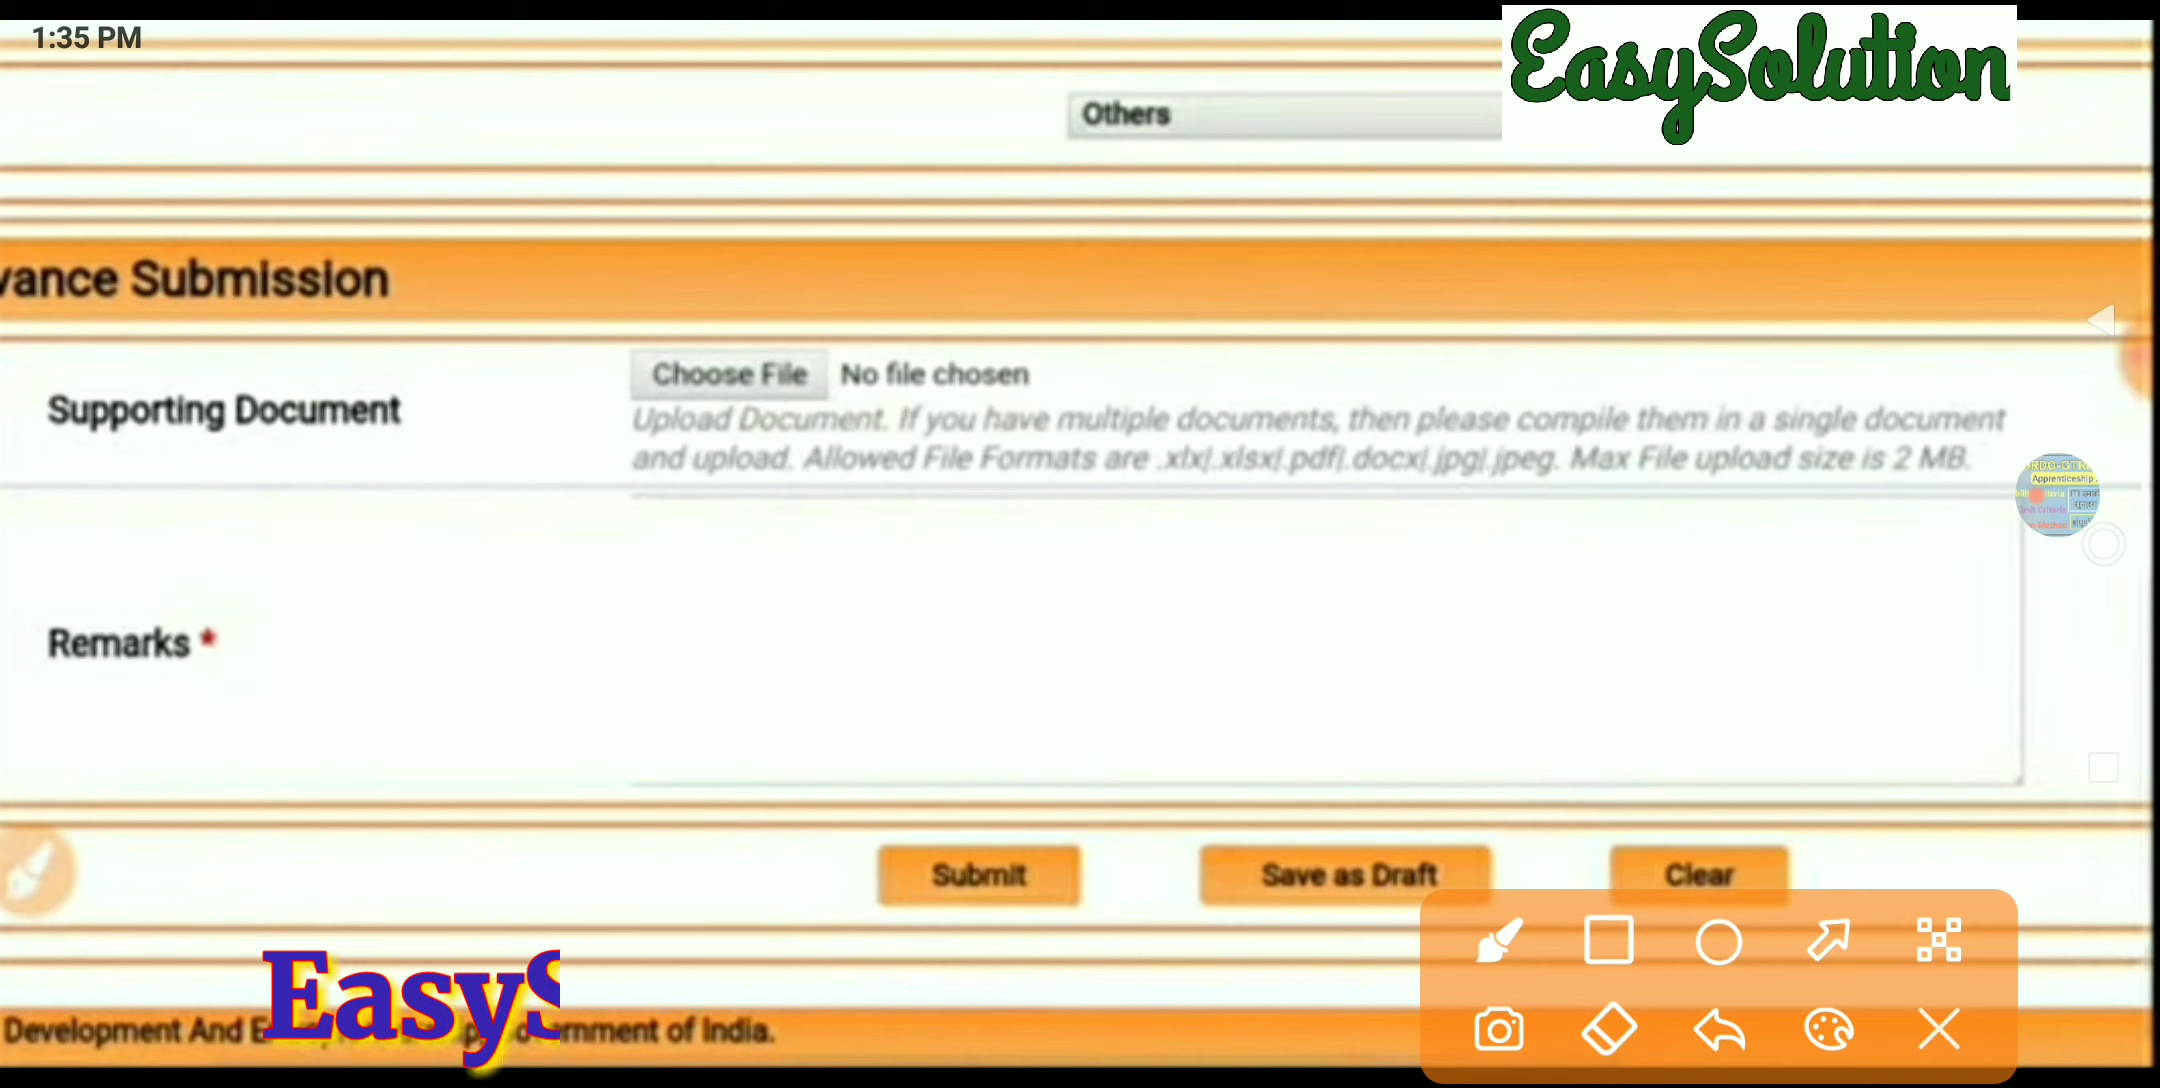 1:35 PM
EasySolution
Others
vance Submission
Choose File No file chosen
Supporting Document
Upload Document. If you have multiple documents, then please compile them in a single document
and upload. Allowed File Formats are .xlx|.xlsx|.pdf|.docx|.jpg|.jpeg. Max File upload size is 2 MB.
Apprenticeship
Remarks *
Submit Save as Draft Clear
EasyS
Development And
ernment of India.